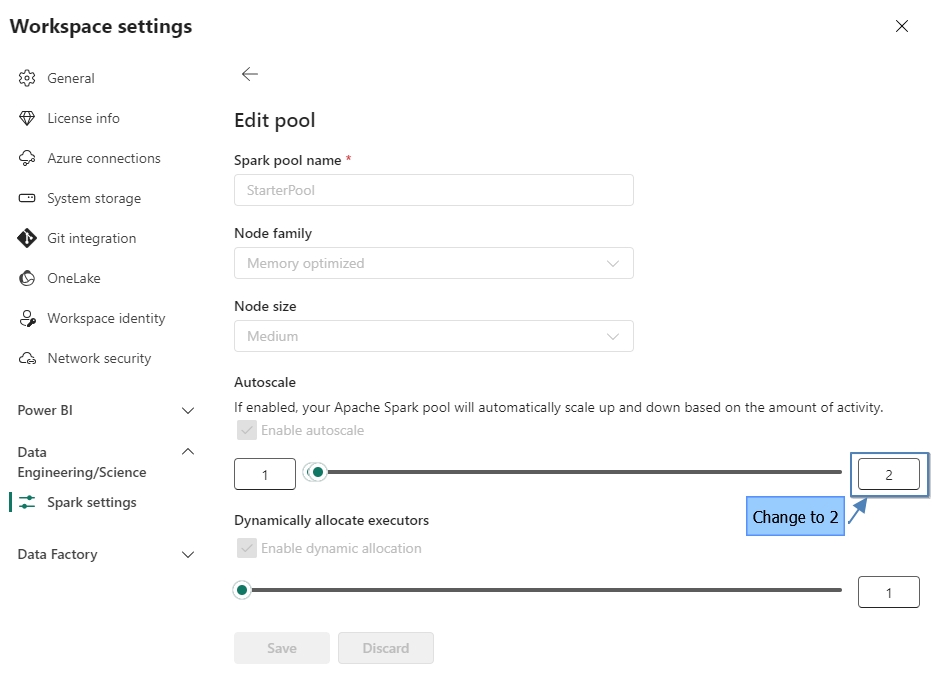 Workspace settings
General
License info
Azure connections
System storage
Git integration
OneLake
Workspace identity
Network security
Power BI
Data
Engineering/Science
Spark settings
Data Factory
Edit pool
Spark pool name *
StarterPool
Node family
Memory optimized
Node size
Medium
Autoscale
If enabled, your Apache Spark pool will automatically scale up and down based on the amount of activity.
Enable autoscale
1
2
Change to 2
Dynamically allocate executors
Enable dynamic allocation
1
Save
Discard